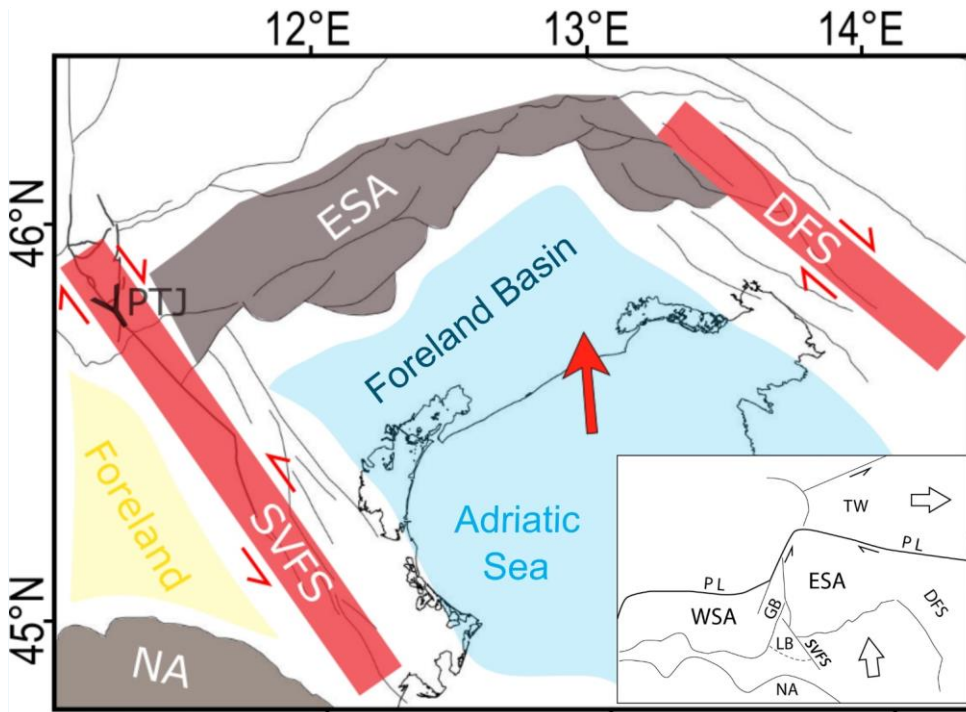 12°E 13°E 14°E
46°N
45°N
ESA
DFS
PTJ
Foreland Basin
Foreland
SVFS
Adriatic
Sea
NA
TW
P L
P L
ESA
WSA
GB
DFS
LB
SVFS
NA